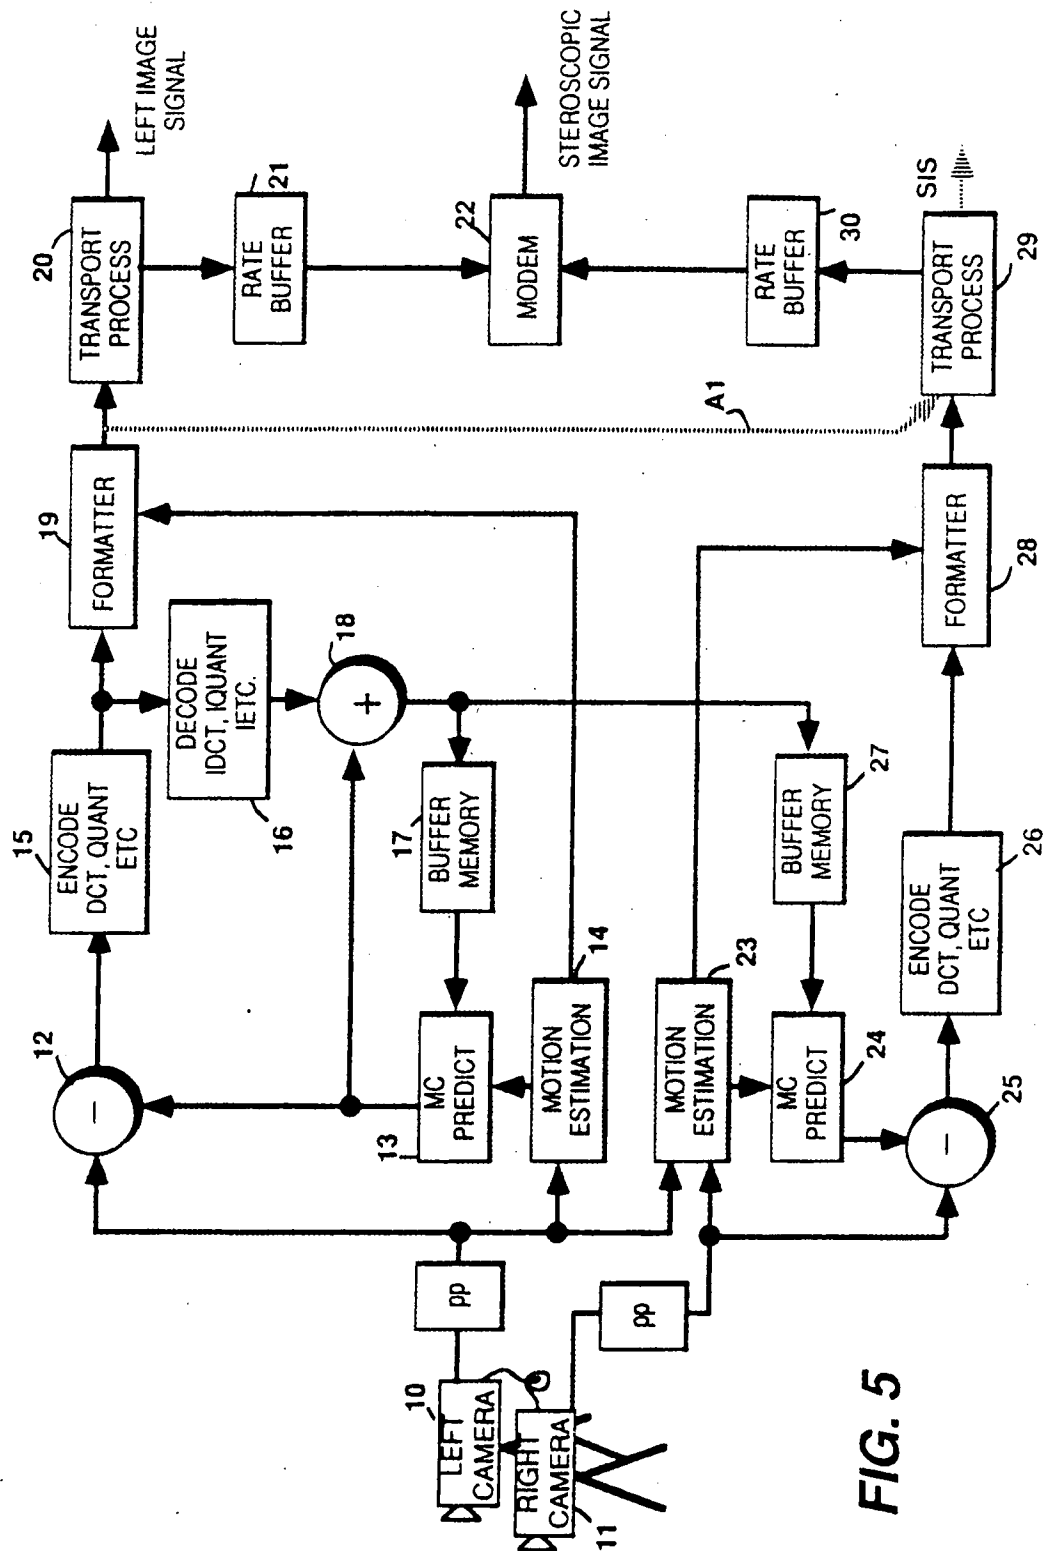 LEFT IMAGE
SIGNAL
20
TRANSPORT
PROCESS
21
RATE
BUFFER
22
MODEM
STEROSCOPIC
IMAGE SIGNAL
RATE
BUFFER
30
SIS
TRANSPORT
PROCESS
29
A1
19
FORMATTER
FORMATTER
28
15
ENCODE
DCT, QUANT
ETC
DECODE
IDCT, IQUANT
IETC.
16
18
+
17
BUFFER
MEMORY
27
BUFFER
MEMORY
26
ENCODE
DCT, QUANT
ETC
12
−
13
MC
PREDICT
14
MOTION
ESTIMATION
23
MOTION
ESTIMATION
MC
PREDICT
24
−
25
PP
PP
10
LEFT
CAMERA
RIGHT
CAMERA
11
FIG. 5